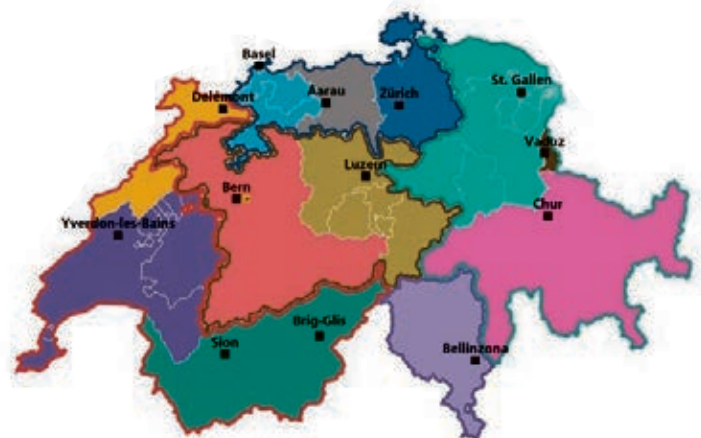 Basel
Delémont
Aarau
Zürich
St. Gallen
Vaduz
Luzern
Bern
Chur
Yverdon-les-Bains
Brig-Glis
Sion
Bellinzona